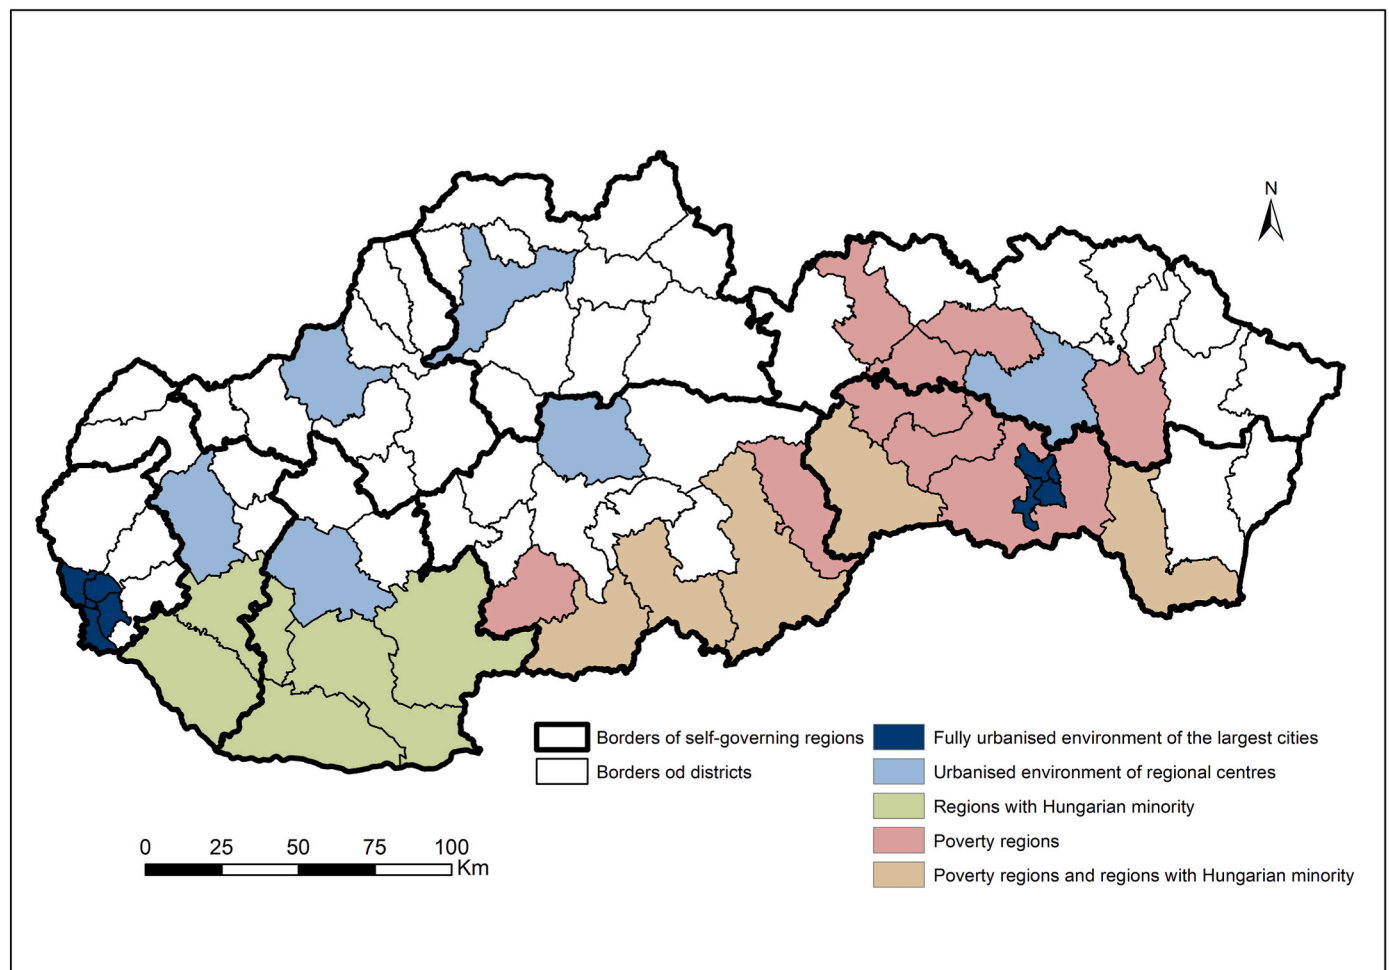 N
Borders of self-governing regions
Borders od districts
Fully urbanised environment of the largest cities
Urbanised environment of regional centres
Regions with Hungarian minority
Poverty regions
Poverty regions and regions with Hungarian minority
0 25 50 75 100
Km